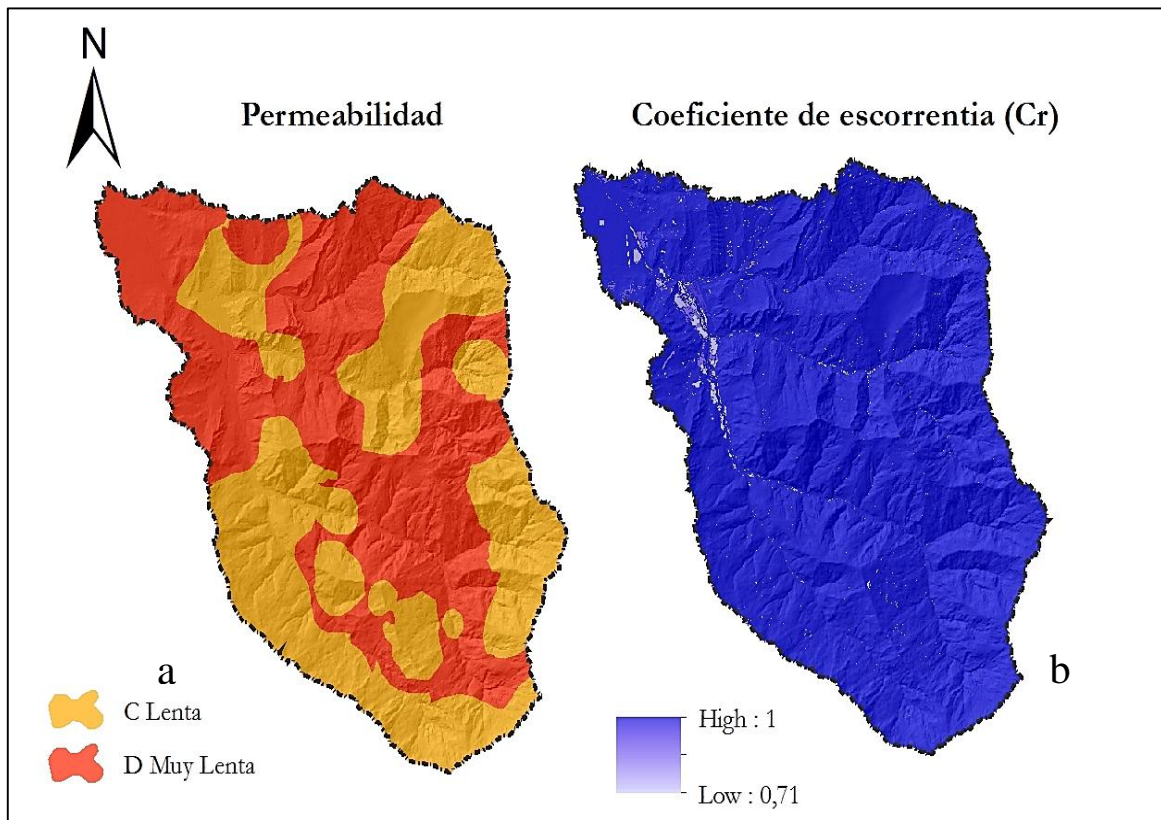 N
Permeabilidad
Coeficiente de escorrentia (Cr)
a
C Lenta
D Muy Lenta
b
High : 1
Low : 0,71